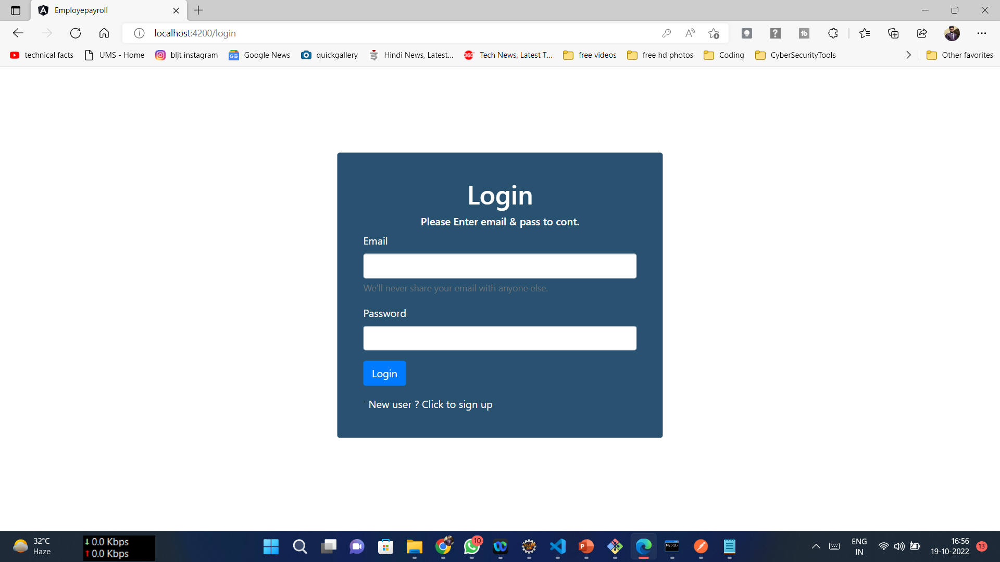 Employepayroll
localhost:4200/login
technical facts
UMS - Home
bljt instagram
Google News
quickgallery
Hindi News, Latest...
Tech News, Latest T...
free videos
free hd photos
Coding
CyberSecurityTools
Other favorites
Login
Please Enter email & pass to cont.
Email
We'll never share your email with anyone else.
Password
Login
' New user ? Click to sign up
32°C
Haze
↓ 0.0 Kbps
↑ 0.0 Kbps
10
ENG
IN
16:56
19-10-2022
13